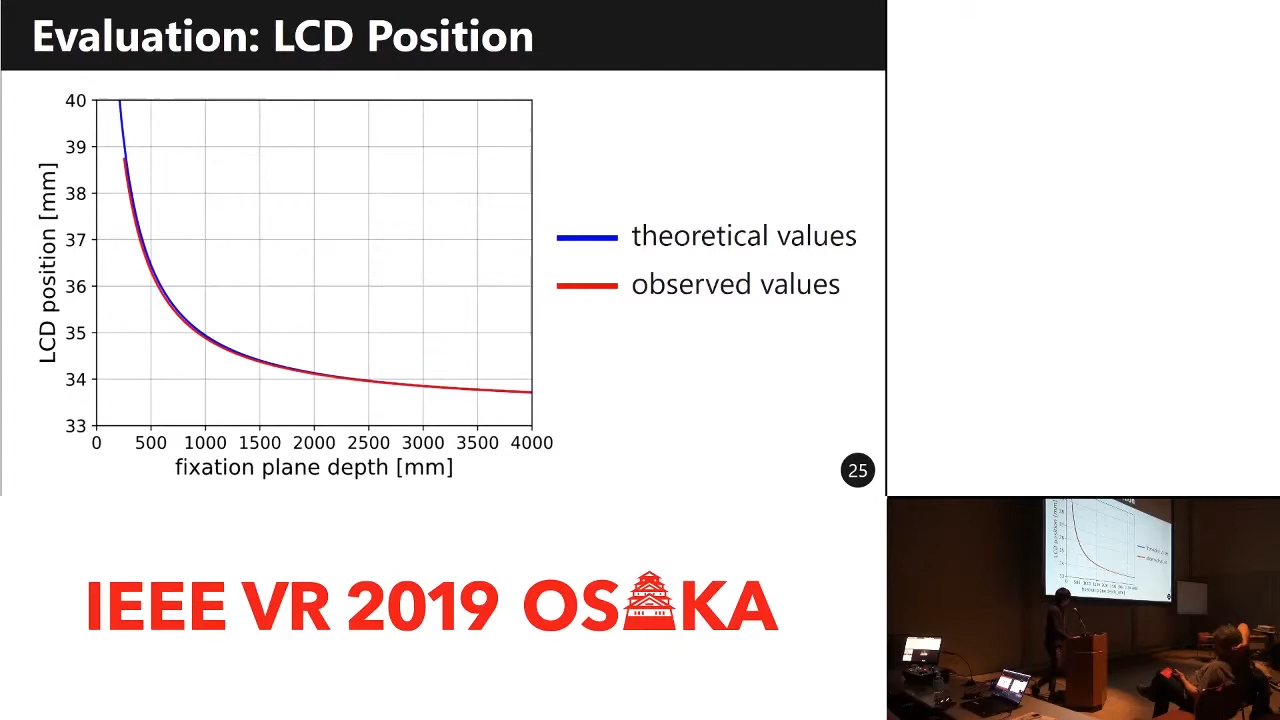 Evaluation: LCD Position
40
39
38
37
36
35
34
33
LCD position [mm]
0 500 1000 1500 2000 2500 3000 3500 4000
fixation plane depth [mm]
theoretical values
observed values
25
IEEE VR 2019 OSAKA